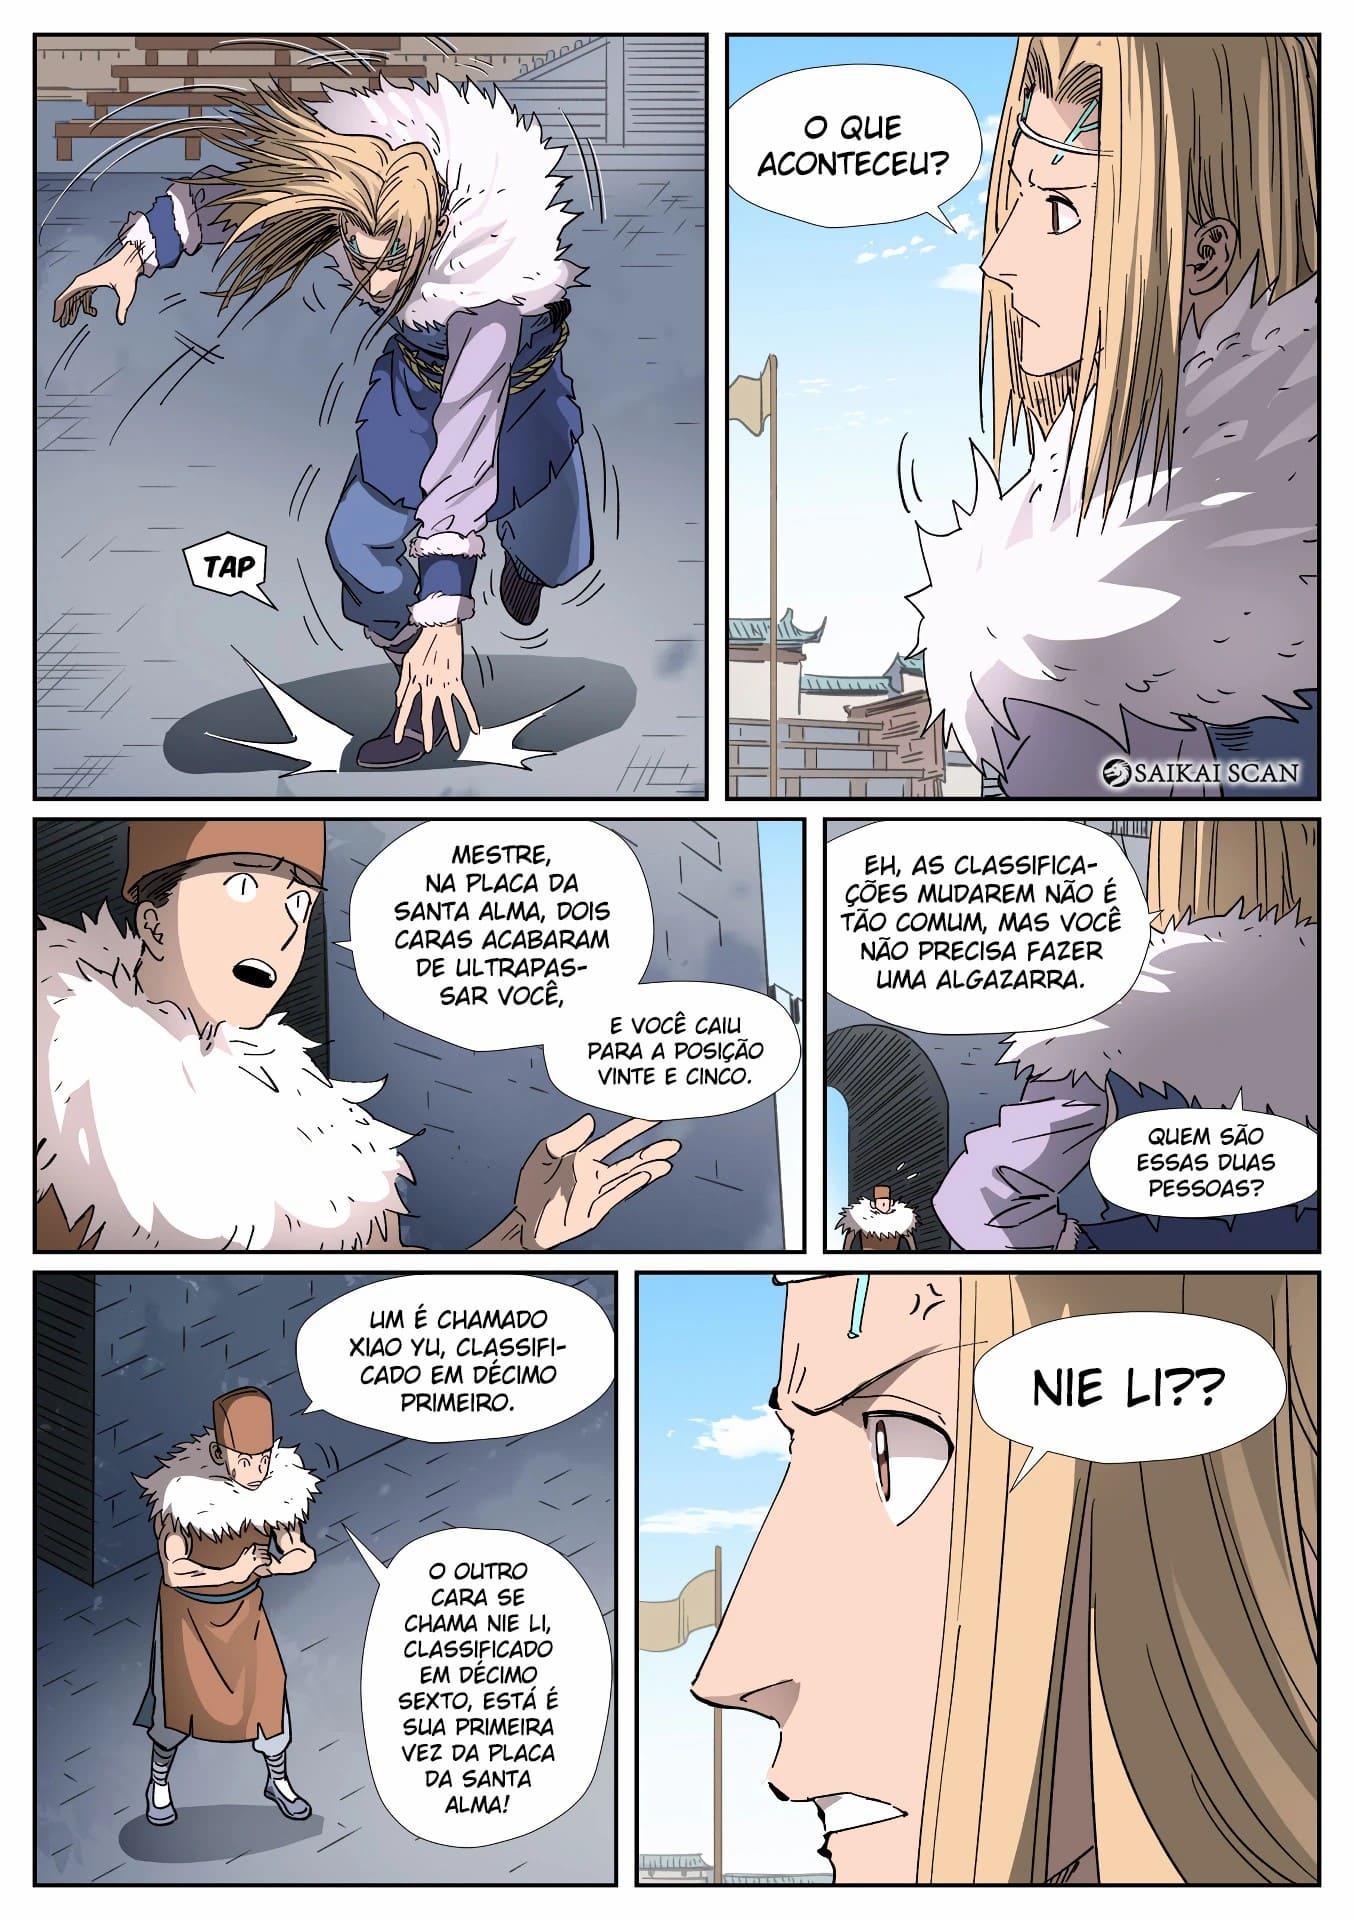 TAP
O QUE
ACONTECEU?
SAIKAI SCAN
MESTRE,
NA PLACA DA
SANTA ALMA, DOIS
CARAS ACABARAM
DE ULTRAPAS-
SAR VOCÊ,
E VOCÊ CAIU
PARA A POSIÇÃO
VINTE E CINCO.
EH, AS CLASSIFICA-
ÇÕES MUDAREM NÃO É
TÃO COMUM, MAS VOCÊ
NÃO PRECISA FAZER
UMA ALGAZARRA.
QUEM SÃO
ESSAS DUAS
PESSOAS?
UM É CHAMADO
XIAO YU, CLASSIFI-
CADO EM DÉCIMO
PRIMEIRO.
O OUTRO
CARA SE
CHAMA NIE LI,
CLASSIFICADO
EM DÉCIMO
SEXTO, ESTÁ É
SUA PRIMEIRA
VEZ DA PLACA
DA SANTA
ALMA!
NIE LI??